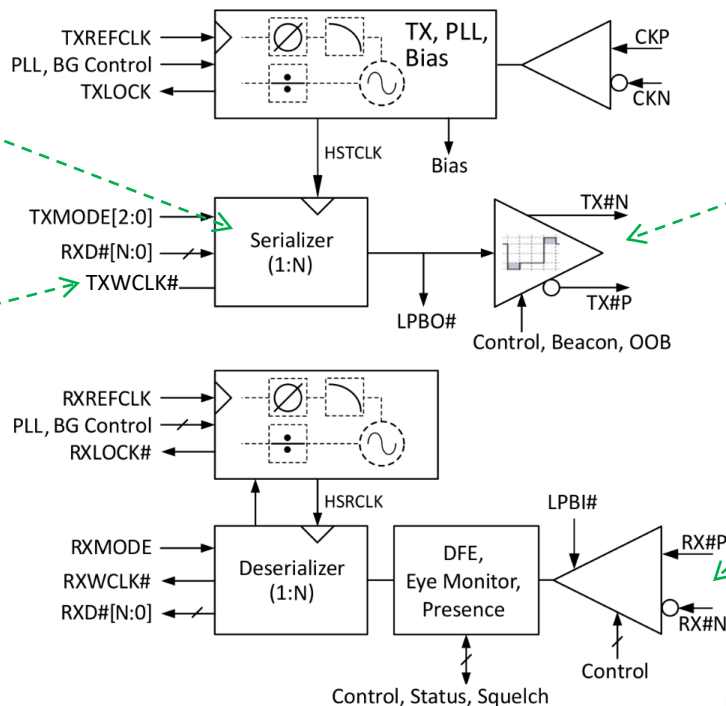 TXREFCLK
PLL, BG Control
TXLOCK
TX, PLL,
Bias
CKP
CKN
HSTCLK
Bias
TXMODE[2:0]
RXD#[N:0]
TXWCLK#
Serializer
(1:N)
LPBO#
TX#N
TX#P
Control, Beacon, OOB
RXREFCLK
PLL, BG Control
RXLOCK#
HSRCLK
RXMODE
RXWCLK#
RXD#[N:0]
Deserializer
(1:N)
DFE,
Eye Monitor,
Presence
LPBI#
RX#P
RX#N
Control
Control, Status, Squelch